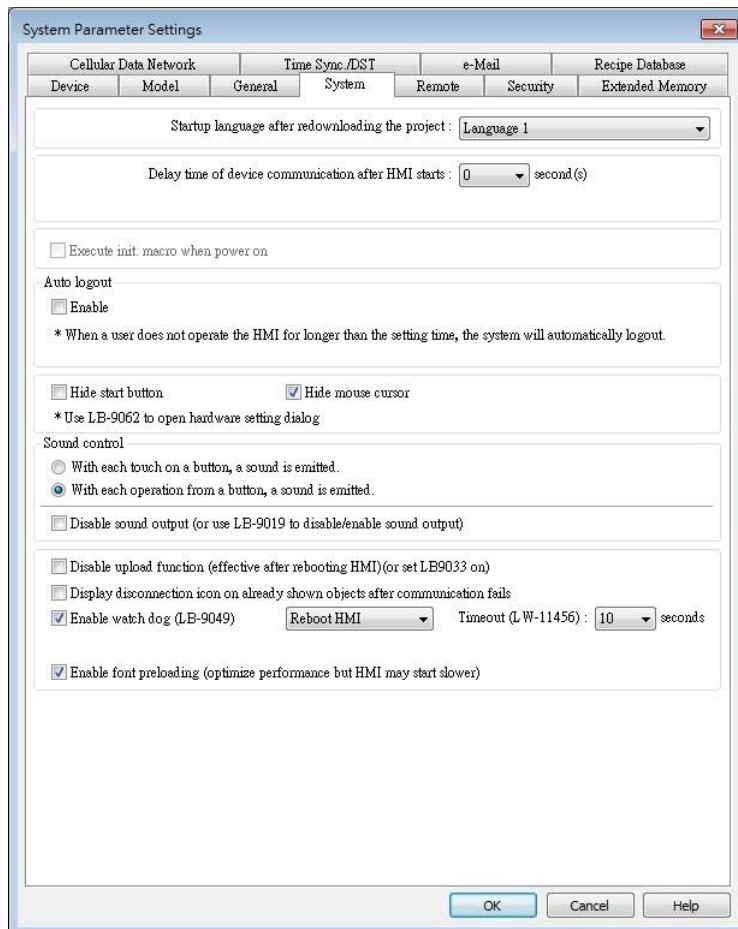 System Parameter Settings
Cellular Data Network Time Sync./DST e-Mail Recipe Database
Device Model General System Remote Security Extended Memory
Startup language after redownloading the project : Language 1
Delay time of device communication after HMI starts : 0 second(s)
Execute init. macro when power on
Auto logout
Enable
* When a user does not operate the HMI for longer than the setting time, the system will automatically logout.
Hide start button Hide mouse cursor
* Use LB-9062 to open hardware setting dialog
Sound control
With each touch on a button, a sound is emitted.
With each operation from a button, a sound is emitted.
Disable sound output (or use LB-9019 to disable/enable sound output)
Disable upload function (effective after rebooting HMI)(or set LB9033 on)
Display disconnection icon on already shown objects after communication fails
Enable watch dog (LB-9049) Reboot HMI Timeout (LW-11456) : 10 seconds
Enable font preloading (optimize performance but HMI may start slower)
OK Cancel Help